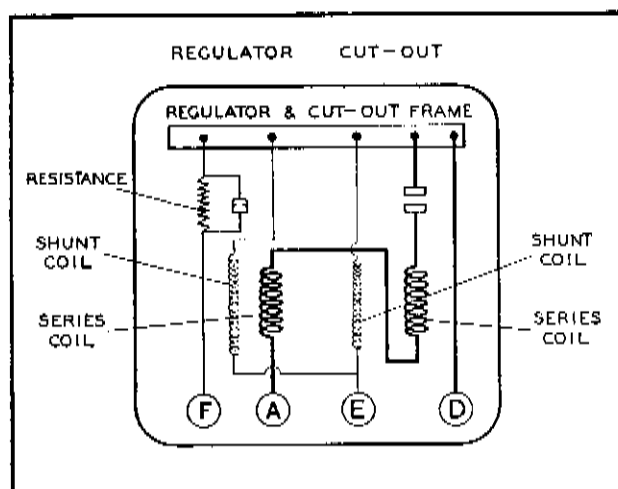 REGULATOR CUT-OUT
REGULATOR & CUT-OUT FRAME
RESISTANCE
SHUNT
COIL
SERIES
COIL
SHUNT
COIL
SERIES
COIL
F A E D